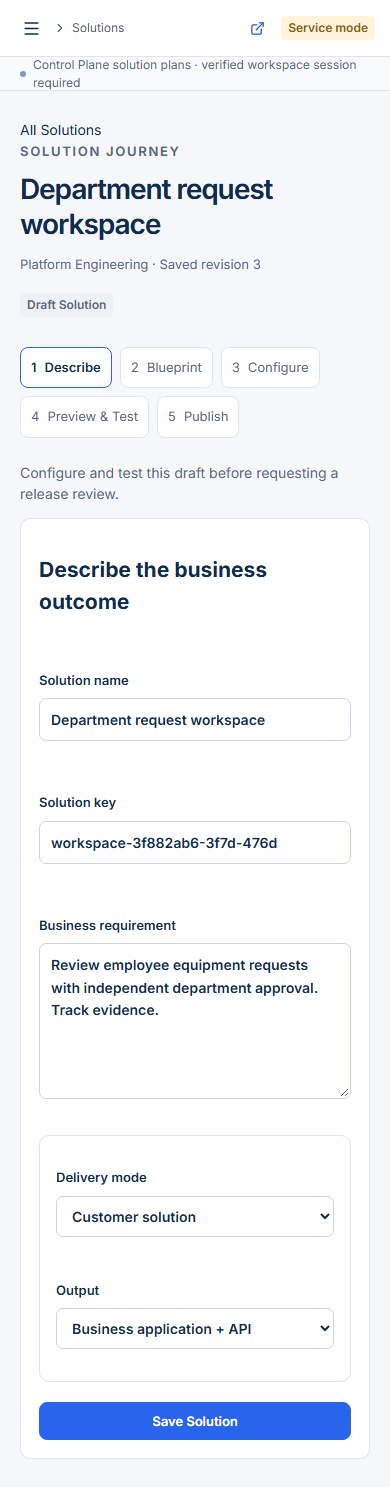 Solutions
Service mode
Control Plane solution plans · verified workspace session
required
All Solutions
SOLUTION JOURNEY
Department request
workspace
Platform Engineering · Saved revision 3
Draft Solution
1 Describe
2 Blueprint
3 Configure
4 Preview & Test
5 Publish
Configure and test this draft before requesting a
release review.
Describe the business
outcome
Solution name
Department request workspace
Solution key
workspace-3f882ab6-3f7d-476d
Business requirement
Review employee equipment requests
with independent department approval.
Track evidence.
Delivery mode
Customer solution
Output
Business application + API
Save Solution